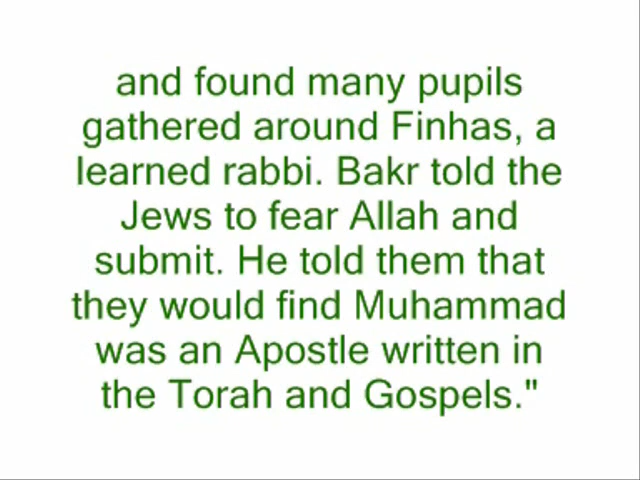 and found many pupils
gathered around Finhas, a
learned rabbi. Bakr told the
Jews to fear Allah and
submit. He told them that
they would find Muhammad
was an Apostle written in
the Torah and Gospels."